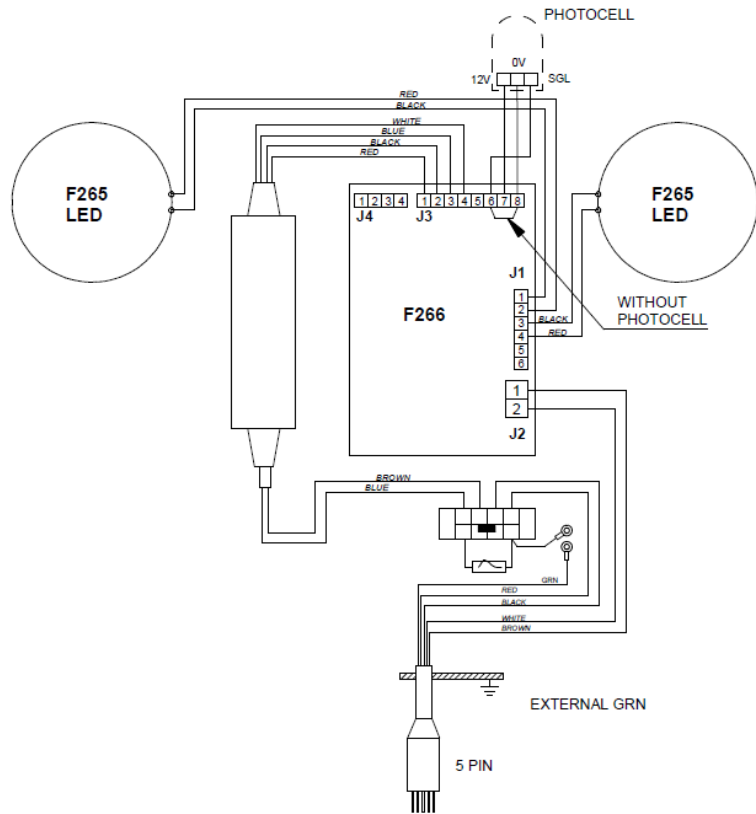 PHOTOCELL
0V
12V
SGL
RED
BLACK
WHITE
BLUE
BLACK
RED
F265
LED
F265
LED
1 2 3 4
J4
1 2 3 4 5 6 7 8
J3
J1
1
2
3
4
5
6
BLACK
RED
WITHOUT
PHOTOCELL
F266
1
2
J2
BROWN
BLUE
GRN
RED
BLACK
WHITE
BROWN
EXTERNAL GRN
5 PIN